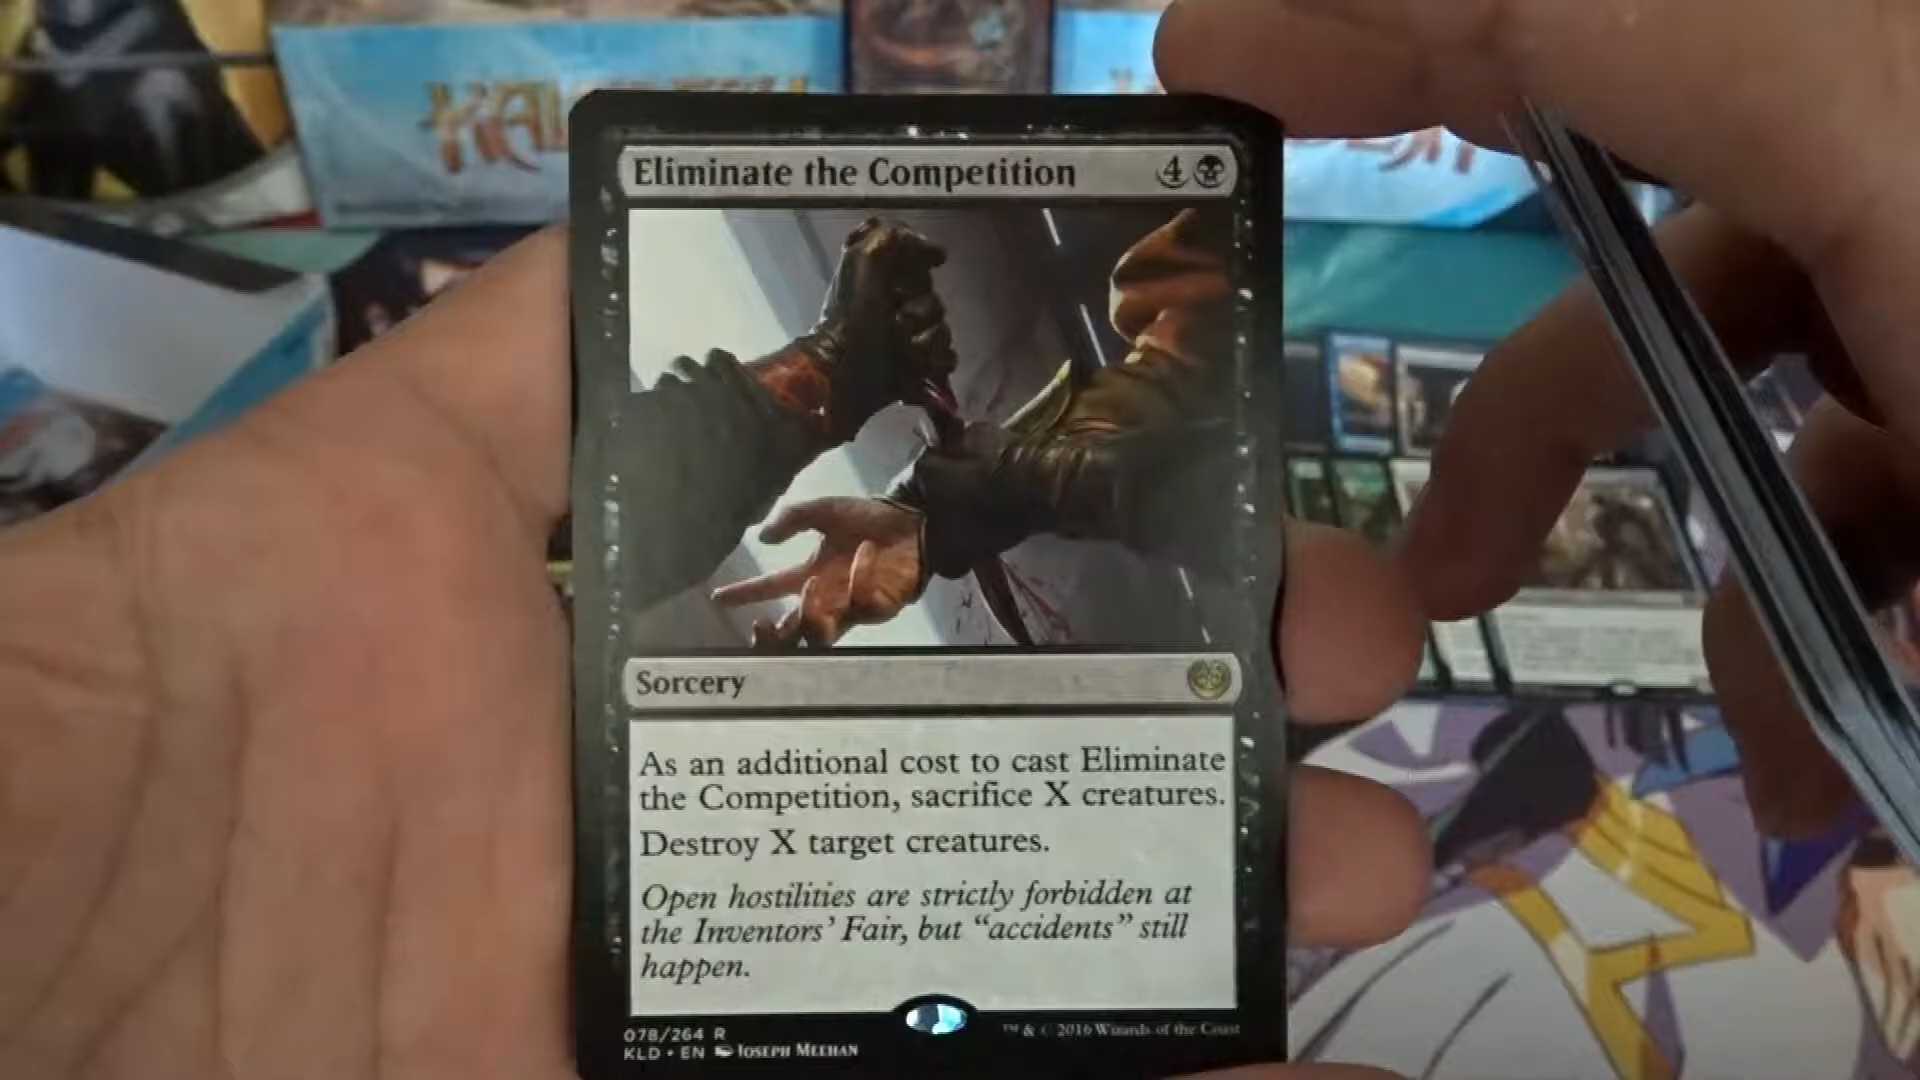 Eliminate the Competition 4
Sorcery
As an additional cost to cast Eliminate
the Competition, sacrifice X creatures.
Destroy X target creatures.
Open hostilities are strictly forbidden at
the Inventors' Fair, but “accidents” still
happen.
078/264 R
KLD • EN JOSEPH MEEHAN
™ & © 2016 Wizards of the Coast